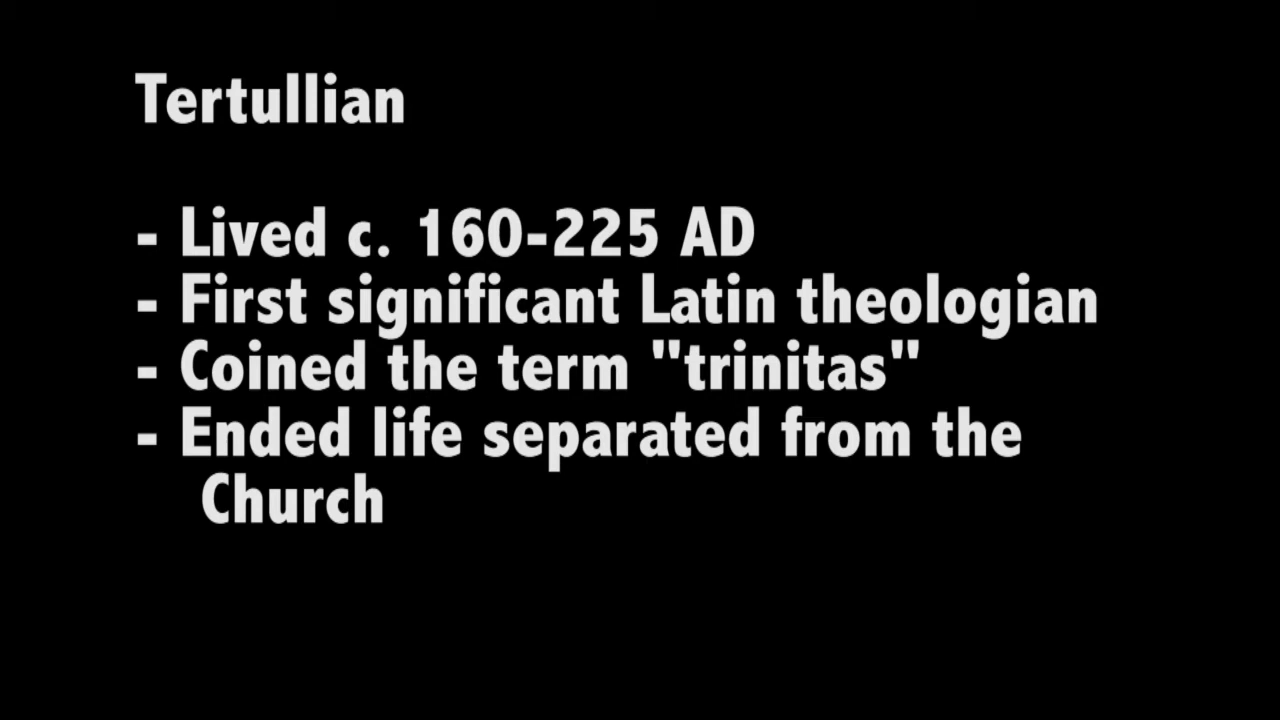 Tertullian
- Lived c. 160-225 AD
- First significant Latin theologian
- Coined the term "trinitas"
- Ended life separated from the
Church